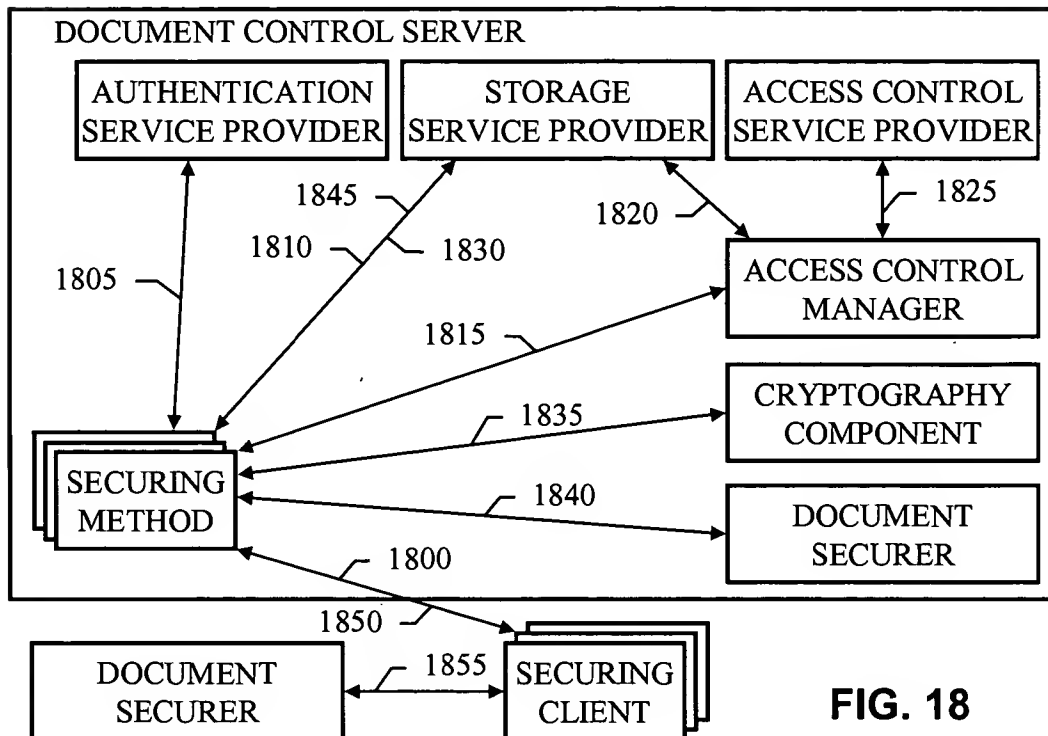 DOCUMENT CONTROL SERVER
AUTHENTICATION
SERVICE PROVIDER
STORAGE
SERVICE PROVIDER
ACCESS CONTROL
SERVICE PROVIDER
1845
1820
1825
1810
1830
1805
ACCESS CONTROL
MANAGER
1815
CRYPTOGRAPHY
COMPONENT
1835
SECURING
METHOD
1840
DOCUMENT
SECURER
1800
1850
DOCUMENT
SECURER
1855
SECURING
CLIENT
FIG. 18